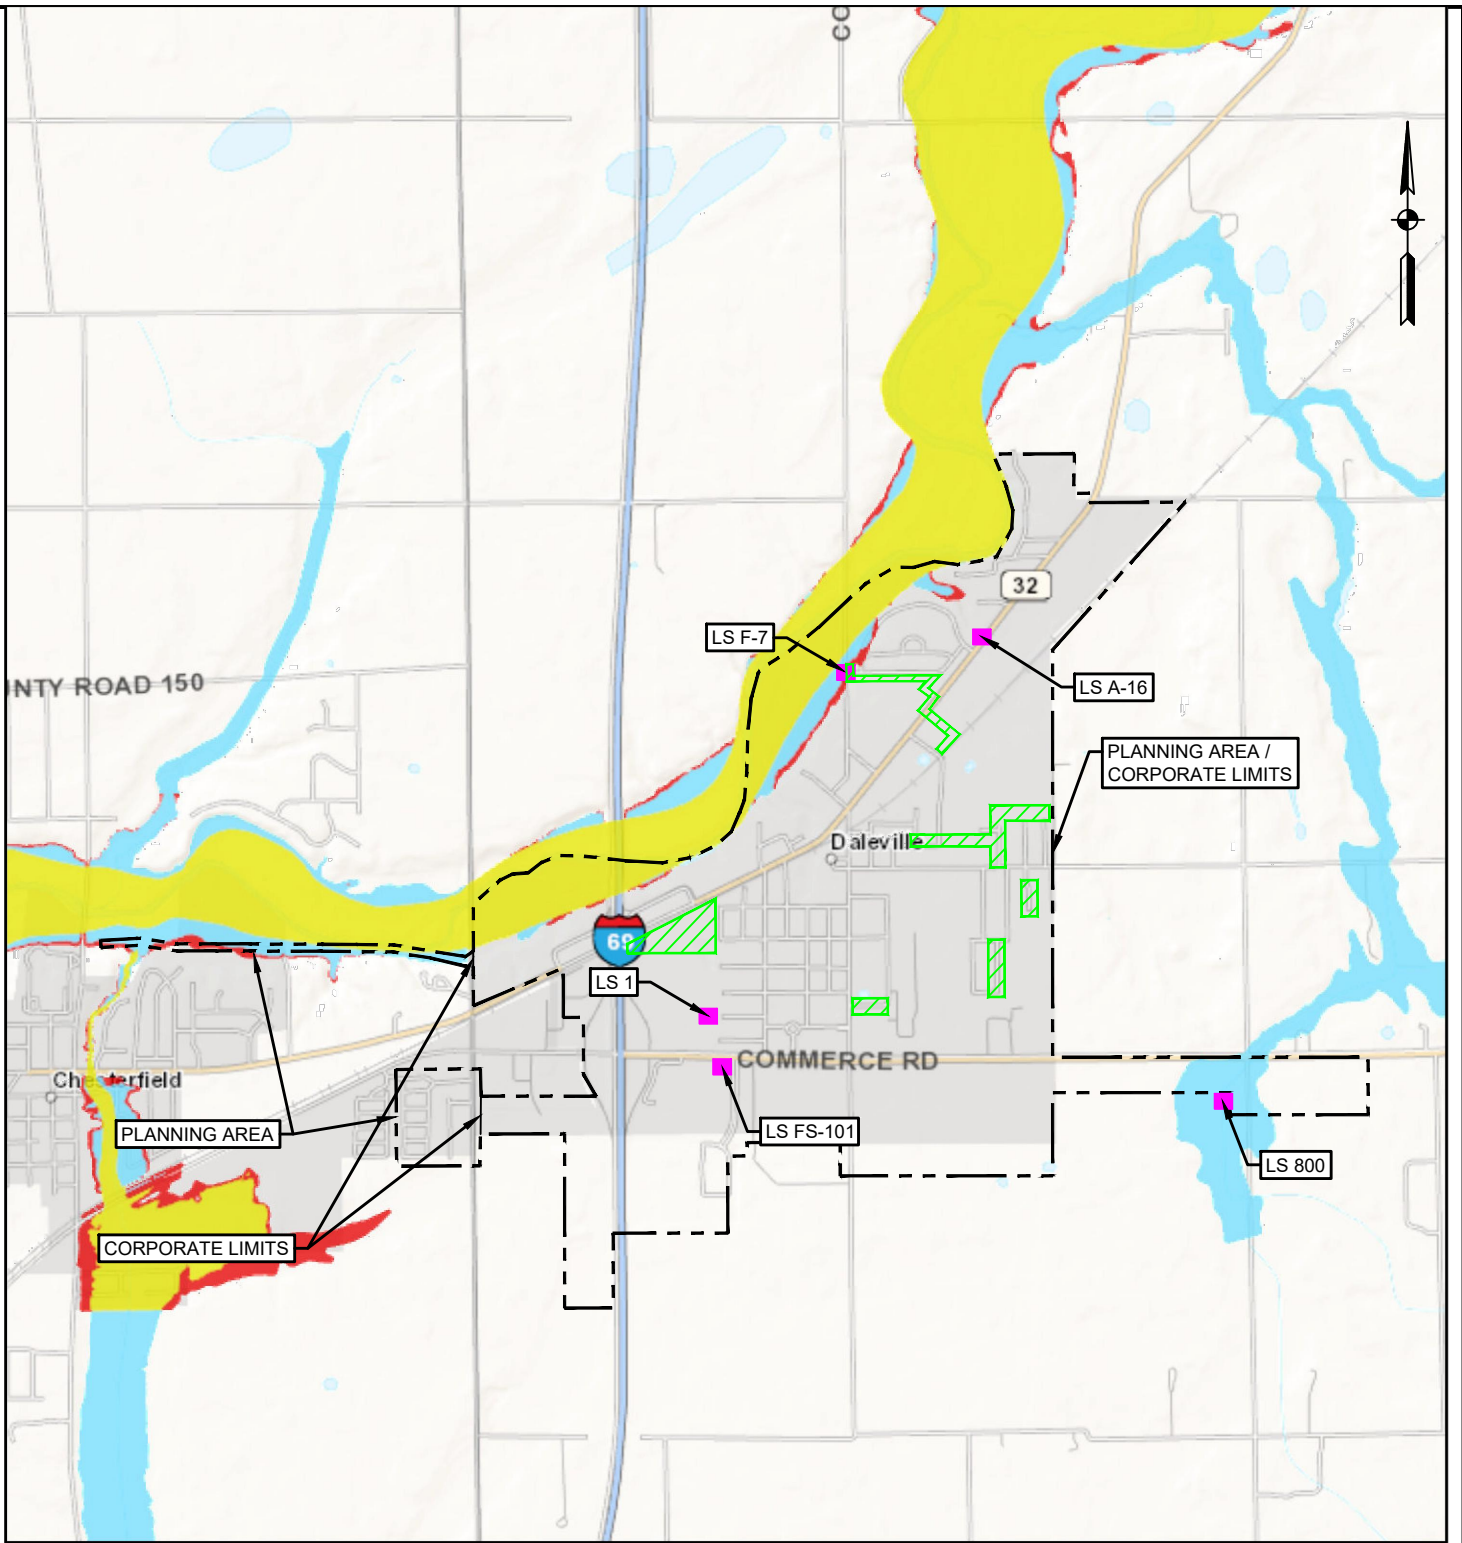 CO
32
LS F-7
LS A-16
NTY ROAD 150
PLANNING AREA /
CORPORATE LIMITS
Daleville
69
LS 1
COMMERCE RD
Chesterfield
PLANNING AREA
LS FS-101
LS 800
CORPORATE LIMITS